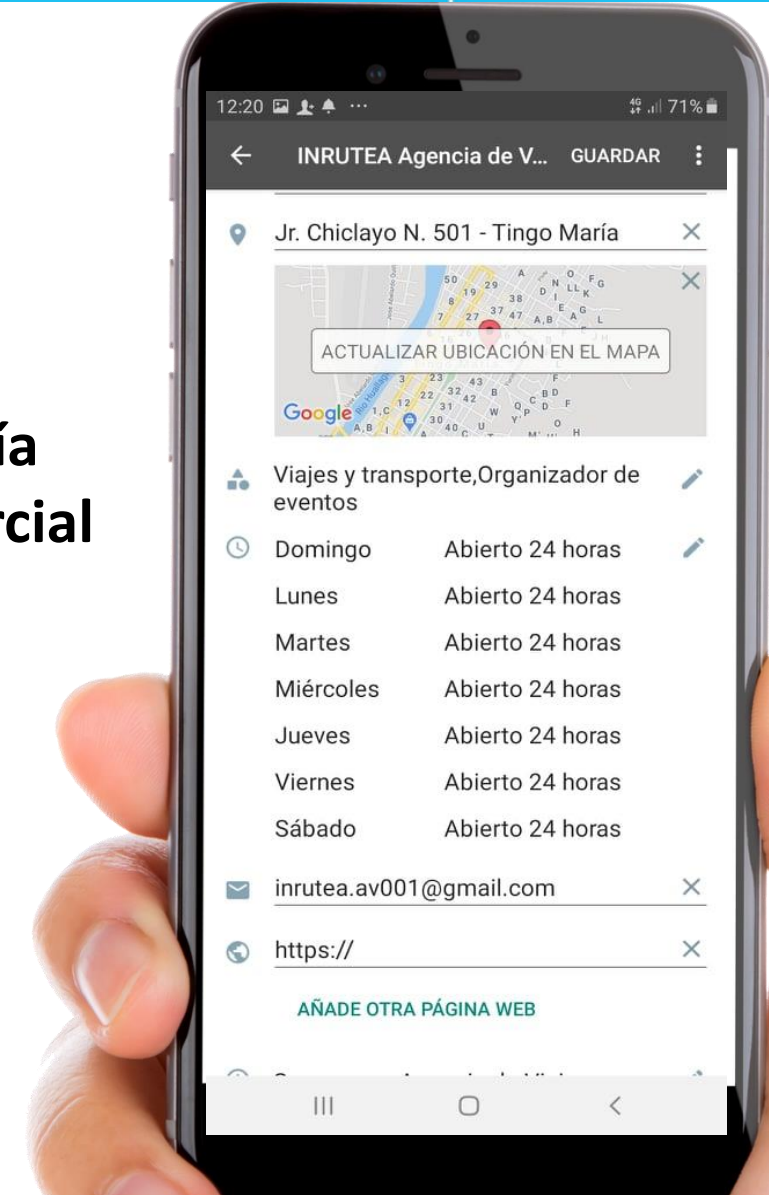 ía
rcial
12:20 ... 4G 71%
INRUTEA Agencia de V... GUARDAR
Jr. Chiclayo N. 501 - Tingo María
ACTUALIZAR UBICACIÓN EN EL MAPA
Google
Viajes y transporte,Organizador de
eventos
Domingo Abierto 24 horas
Lunes Abierto 24 horas
Martes Abierto 24 horas
Miércoles Abierto 24 horas
Jueves Abierto 24 horas
Viernes Abierto 24 horas
Sábado Abierto 24 horas
inrutea.av001@gmail.com
https://
AÑADE OTRA PÁGINA WEB